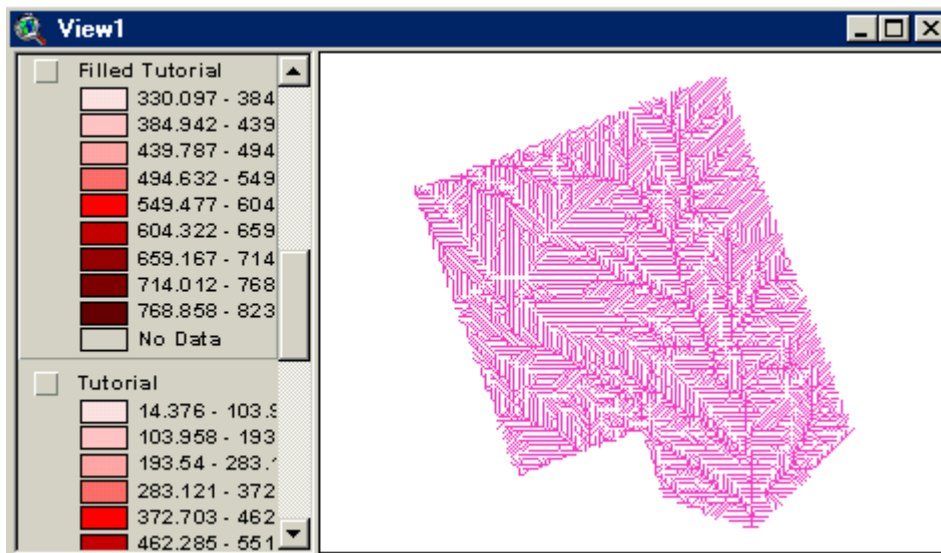 View1
Filled Tutorial
330.097 - 384
384.942 - 439
439.787 - 494
494.632 - 549
549.477 - 604
604.322 - 659
659.167 - 714
714.012 - 768
768.858 - 823
No Data
Tutorial
14.376 - 103.9
103.958 - 193
193.54 - 283.1
283.121 - 372
372.703 - 462
462.285 - 551